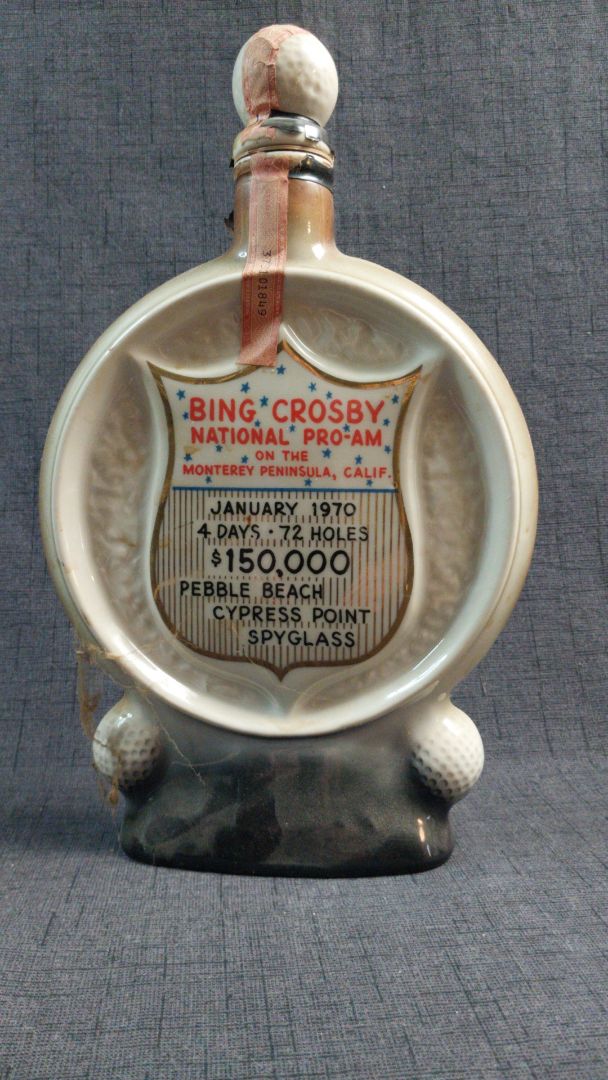 37101849
BING CROSBY
NATIONAL PRO-AM
ON THE
MONTEREY PENINSULA, CALIF.
JANUARY 1970
4 DAYS · 72 HOLES
$150,000
PEBBLE BEACH
CYPRESS POINT
SPYGLASS